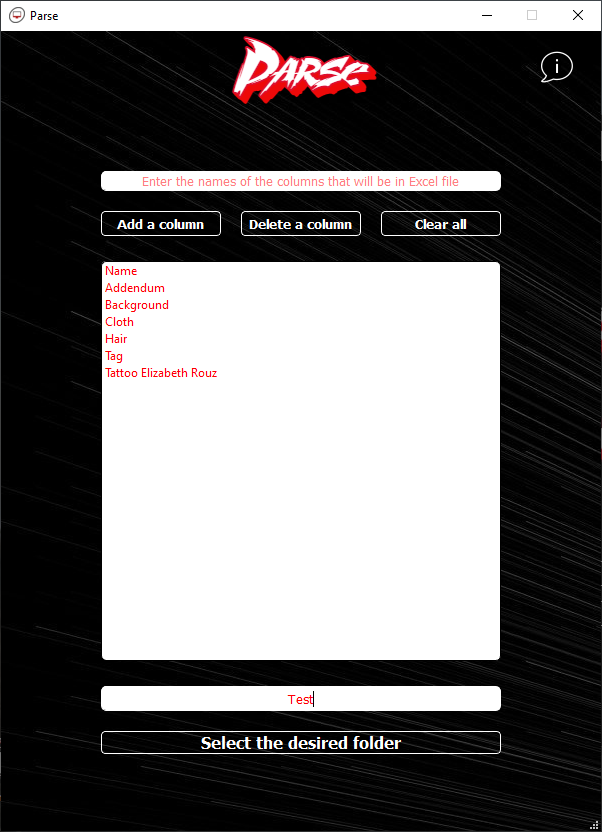 Parse
PARSE
i
Enter the names of the columns that will be in Excel file
Add a column Delete a column Clear all
Name
Addendum
Background
Cloth
Hair
Tag
Tattoo Elizabeth Rouz
Test
Select the desired folder